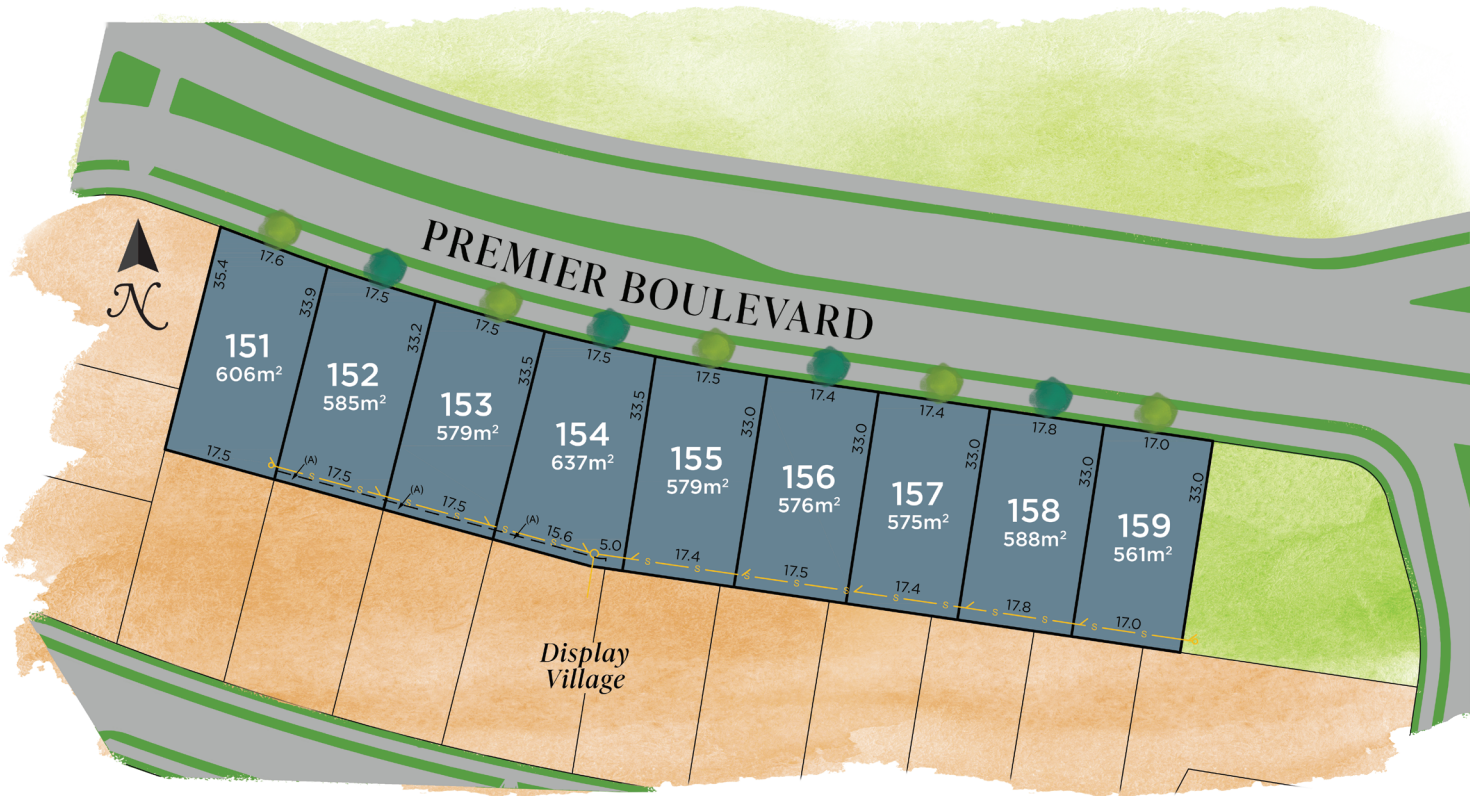 PREMIER BOULEVARD
N
17.6
17.5
17.5
17.5
17.5
17.4
17.4
17.8
17.0
35.4
33.9
33.2
33.5
33.5
33.0
33.0
33.0
33.0
33.0
151
606m²
152
585m²
153
579m²
154
637m²
155
579m²
156
576m²
157
575m²
158
588m²
159
561m²
17.5
(A)
S
17.5
S
(A)
S
17.5
S
(A)
S
15.6
S
5.0
S
17.4
S
S
17.5
S
S
17.4
S
S
17.8
S
S
17.0
S
Display
Village